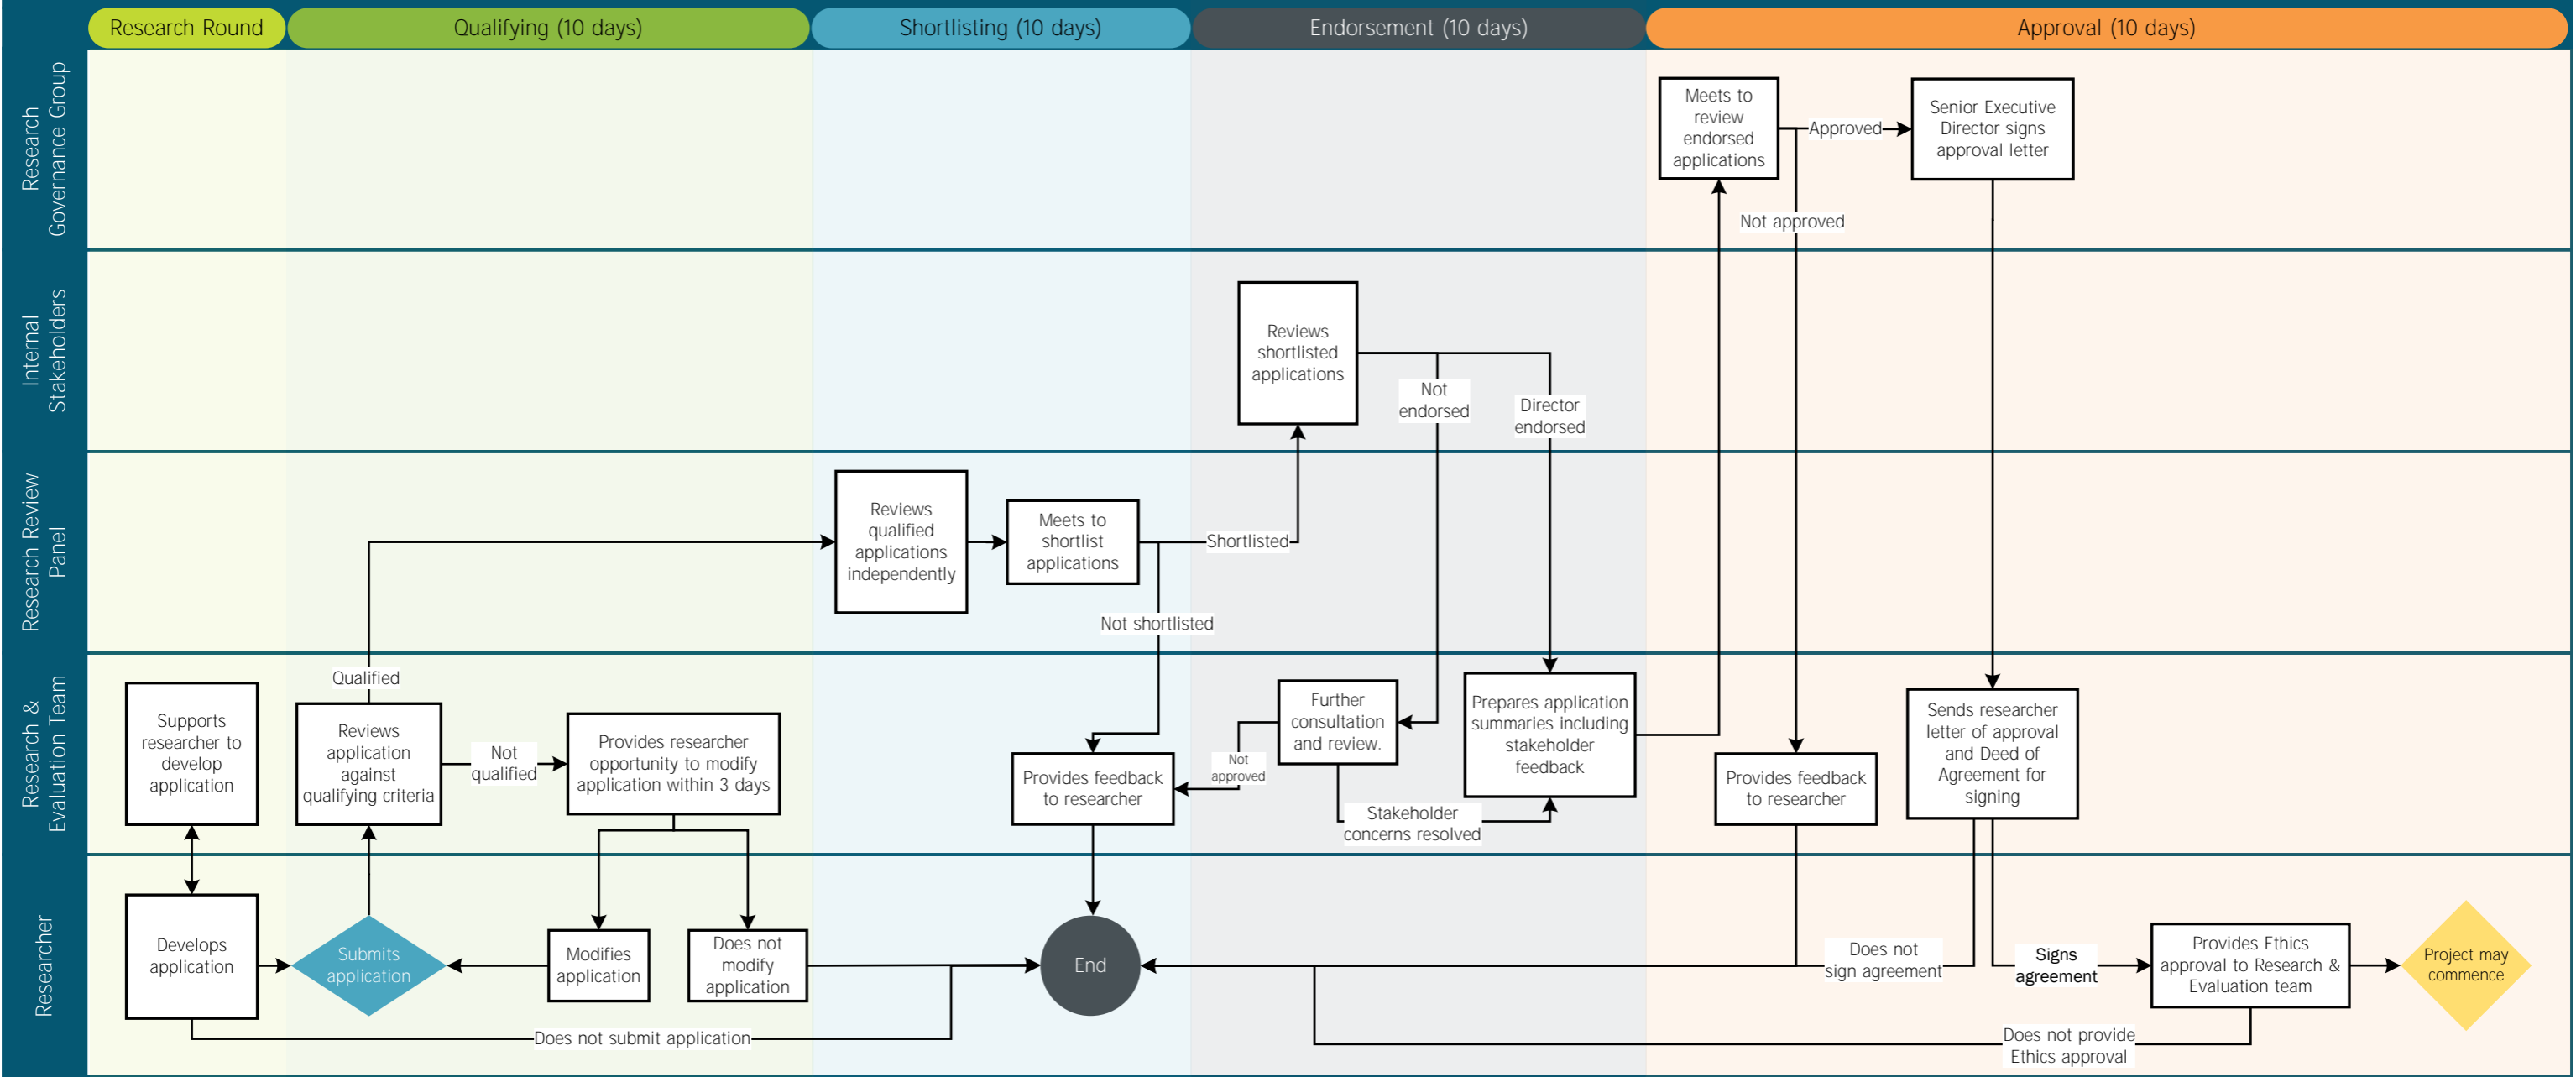 Research Round
Qualifying (10 days)
Shortlisting (10 days)
Endorsement (10 days)
Approval (10 days)
Research
Governance Group
Meets to
review
endorsed
applications
Approved
Senior Executive
Director signs
approval letter
Not approved
Internal
Stakeholders
Reviews
shortlisted
applications
Not
endorsed
Director
endorsed
Research Review
Panel
Reviews
qualified
applications
independently
Meets to
shortlist
applications
Shortlisted
Not shortlisted
Research &
Evaluation Team
Supports
researcher to
develop
application
Qualified
Reviews
application
against
qualifying criteria
Not
qualified
Provides researcher
opportunity to modify
application within 3 days
Provides feedback
to researcher
Not
approved
Further
consultation
and review.
Stakeholder
concerns resolved
Prepares application
summaries including
stakeholder
feedback
Provides feedback
to researcher
Sends researcher
letter of approval
and Deed of
Agreement for
signing
Researcher
Develops
application
Submits
application
Modifies
application
Does not
modify
application
Does not submit application
End
Does not
sign agreement
Signs
agreement
Provides Ethics
approval to Research &
Evaluation team
Project may
commence
Does not provide
Ethics approval